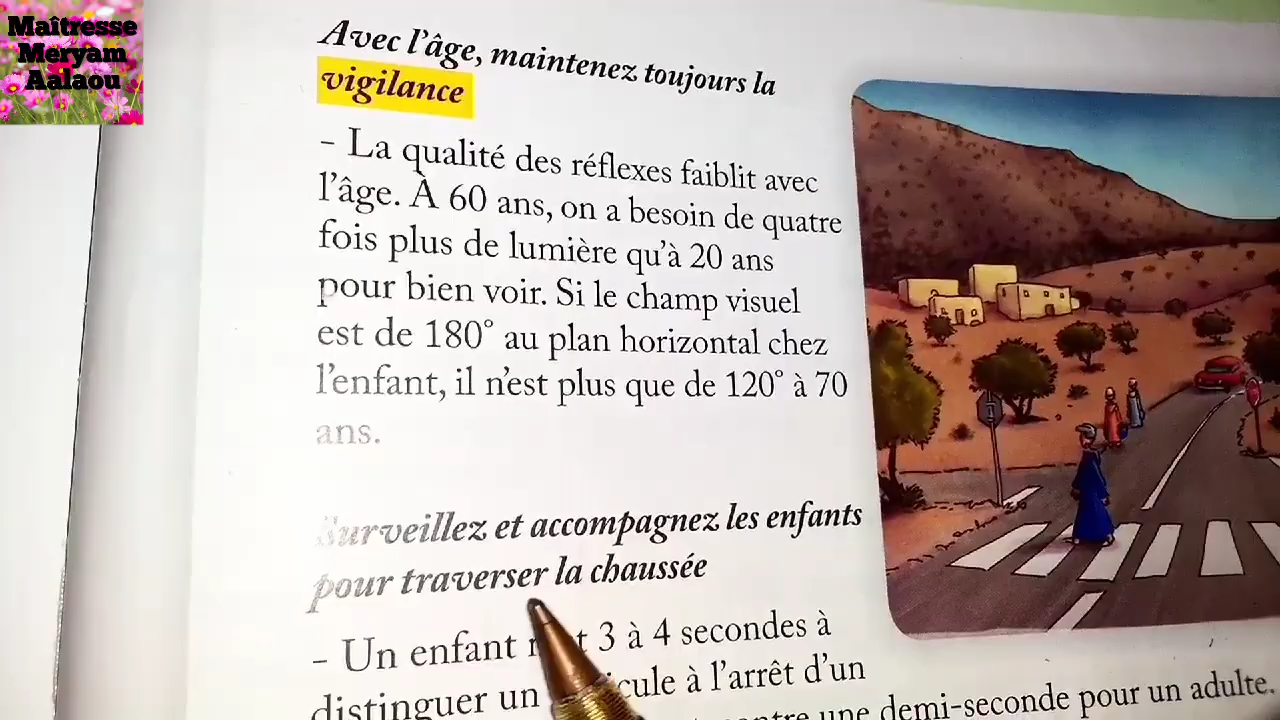 Maîtresse
Meryam
Aalaou
Avec l'âge, maintenez toujours la
vigilance
- La qualité des réflexes faiblit avec
l'âge. À 60 ans, on a besoin de quatre
fois plus de lumière qu'à 20 ans
pour bien voir. Si le champ visuel
est de 180° au plan horizontal chez
l'enfant, il n'est plus que de 120° à 70
ans.
Surveillez et accompagnez les enfants
pour traverser la chaussée
- Un enfant 3 à 4 secondes à
distinguer un à l'arrêt d'un
une demi-seconde pour un adulte.